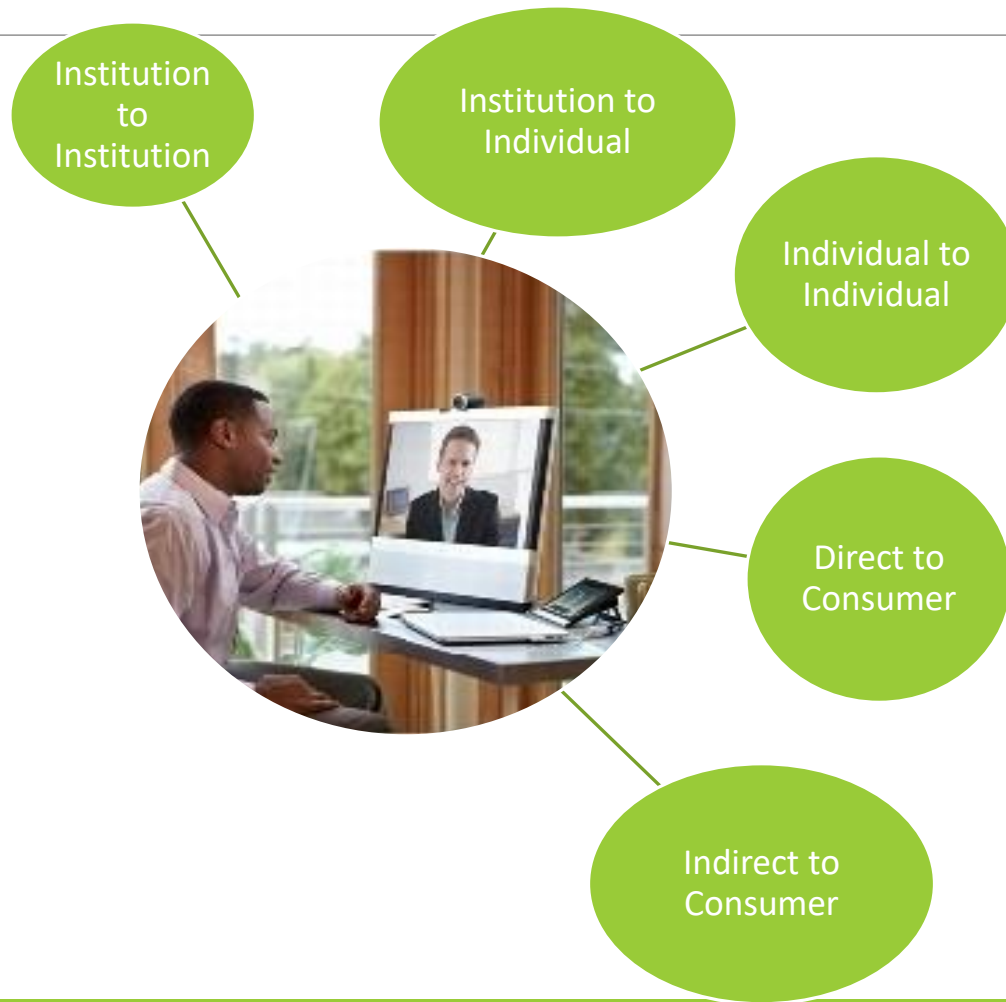 Institution
to
Institution
Institution to
Individual
Individual to
Individual
Direct to
Consumer
Indirect to
Consumer